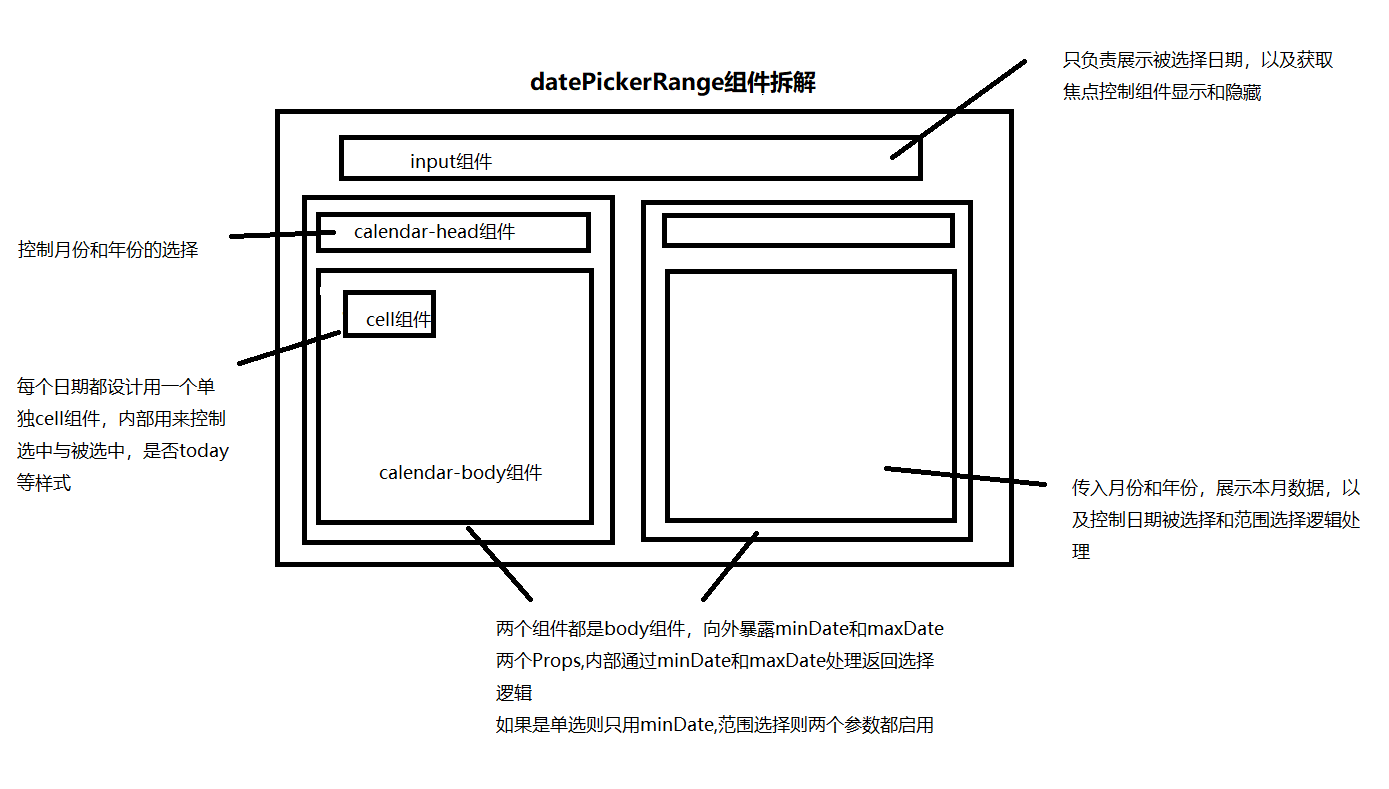 datePickerRange组件拆解
只负责展示被选择日期，以及获取
焦点控制组件显示和隐藏
input组件
控制月份和年份的选择
calendar-head组件
cell组件
每个日期都设计用一个单
独cell组件，内部用来控制
选中与被选中，是否today
等样式
calendar-body组件
传入月份和年份，展示本月数据，以
及控制日期被选择和范围选择逻辑处
理
两个组件都是body组件，向外暴露minDate和maxDate
两个Props,内部通过minDate和maxDate处理返回选择
逻辑
如果是单选则只用minDate,范围选择则两个参数都启用